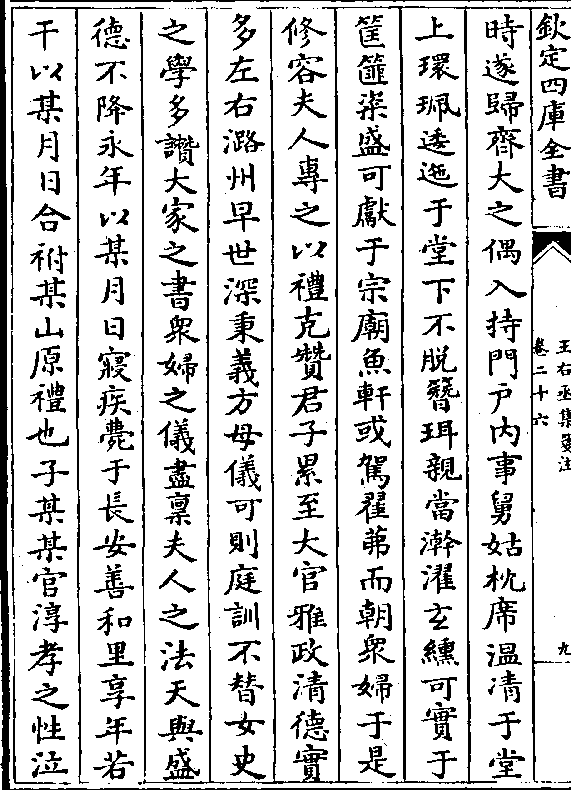 欽定四庫全書
王右丞集箋注
卷二十六
九
時遂歸齊大之偶入持門户内事舅姑枕席温凊于堂
上環珮逶迤于堂下不脱簪珥親當澣濯玄纁可實于
筐篚粢盛可獻于宗廟魚軒或駕翟茀而朝衆婦于是
修容夫人專之以禮克贊君子累至大官雅政清德實
多左右潞州早世深秉義方母儀可則庭訓不替女史
之學多讚大家之書衆婦之儀盡稟夫人之法天與盛
德不降永年以某月日寢疾薨于長安善和里享年若
干以某月日合祔某山原禮也子某某官淳孝之性泣